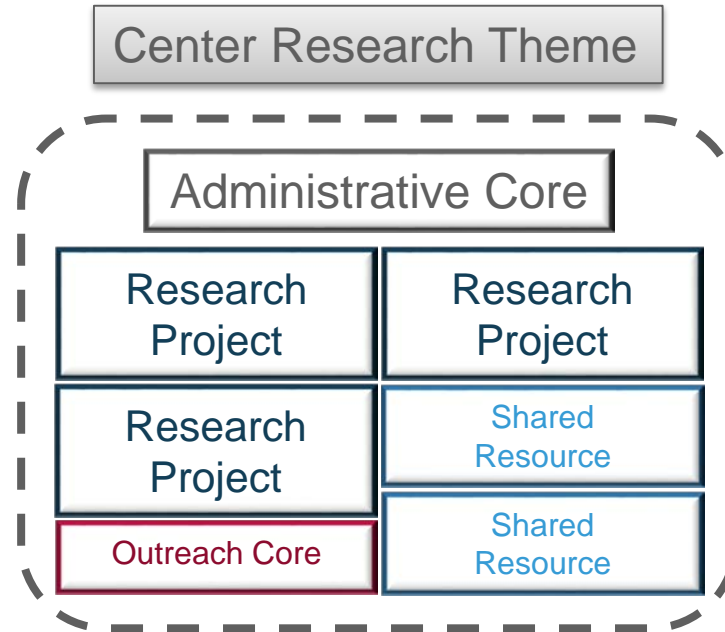 Center Research Theme
Administrative Core
Research
Project
Research
Project
Research
Project
Shared
Resource
Outreach Core
Shared
Resource